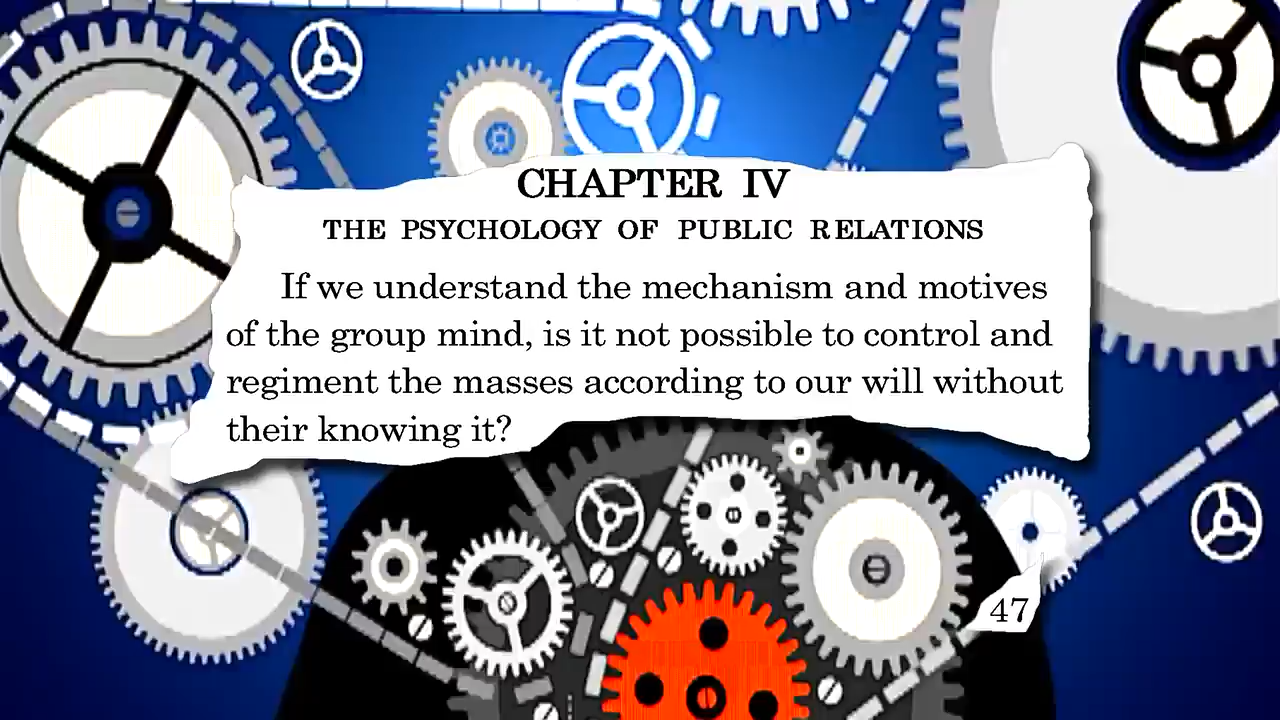 CHAPTER IV
THE PSYCHOLOGY OF PUBLIC RELATIONS
If we understand the mechanism and motives
of the group mind, is it not possible to control and
regiment the masses according to our will without
their knowing it?
47